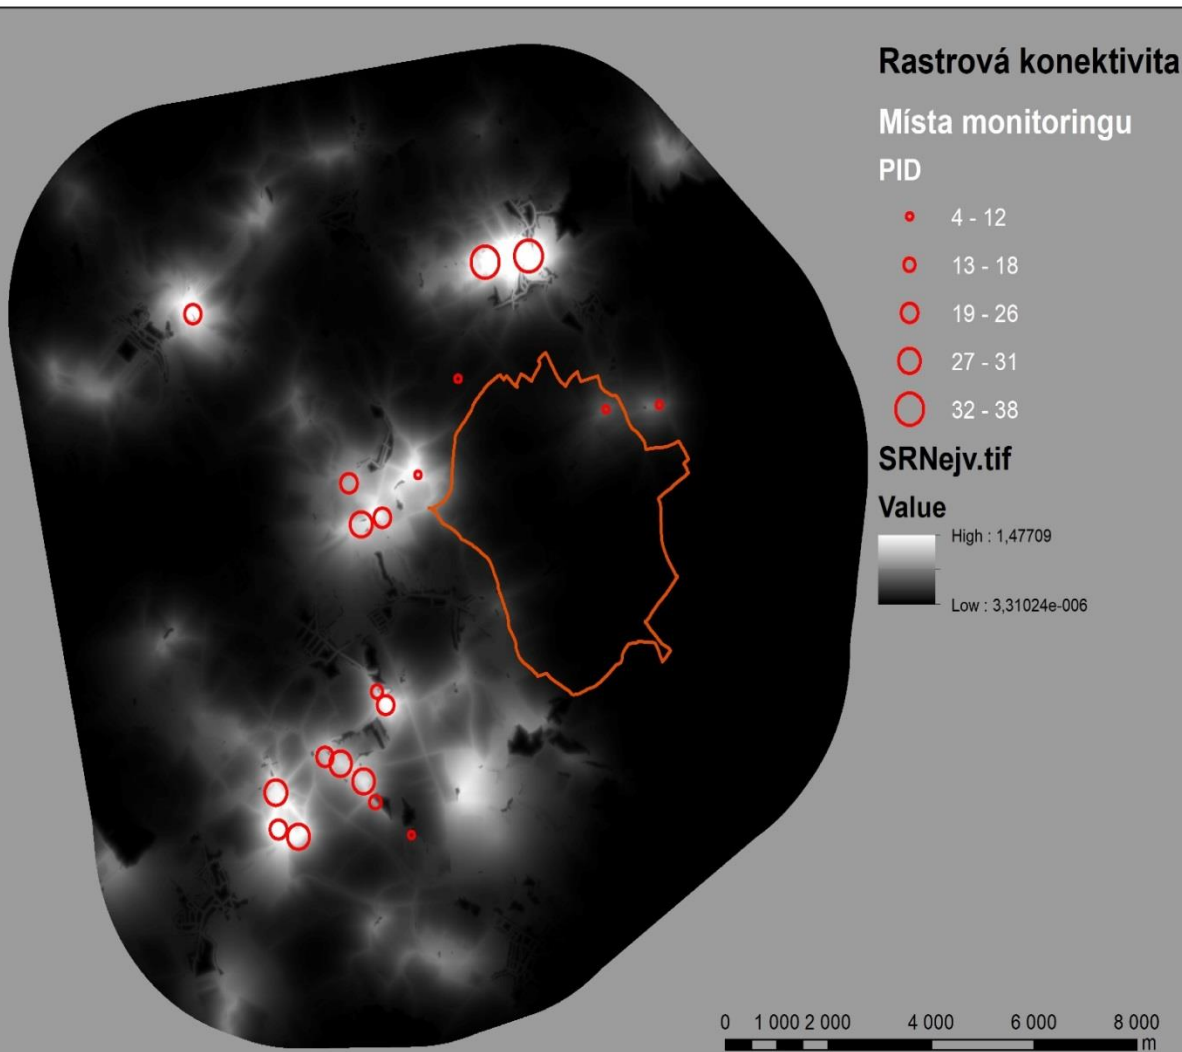 Rastrová konektivita
Místa monitoringu
PID
4 - 12
13 - 18
19 - 26
27 - 31
32 - 38
SRNejv.tif
Value
High : 1,47709
Low : 3,31024e-006
0 1 000 2 000 4 000 6 000 8 000
m